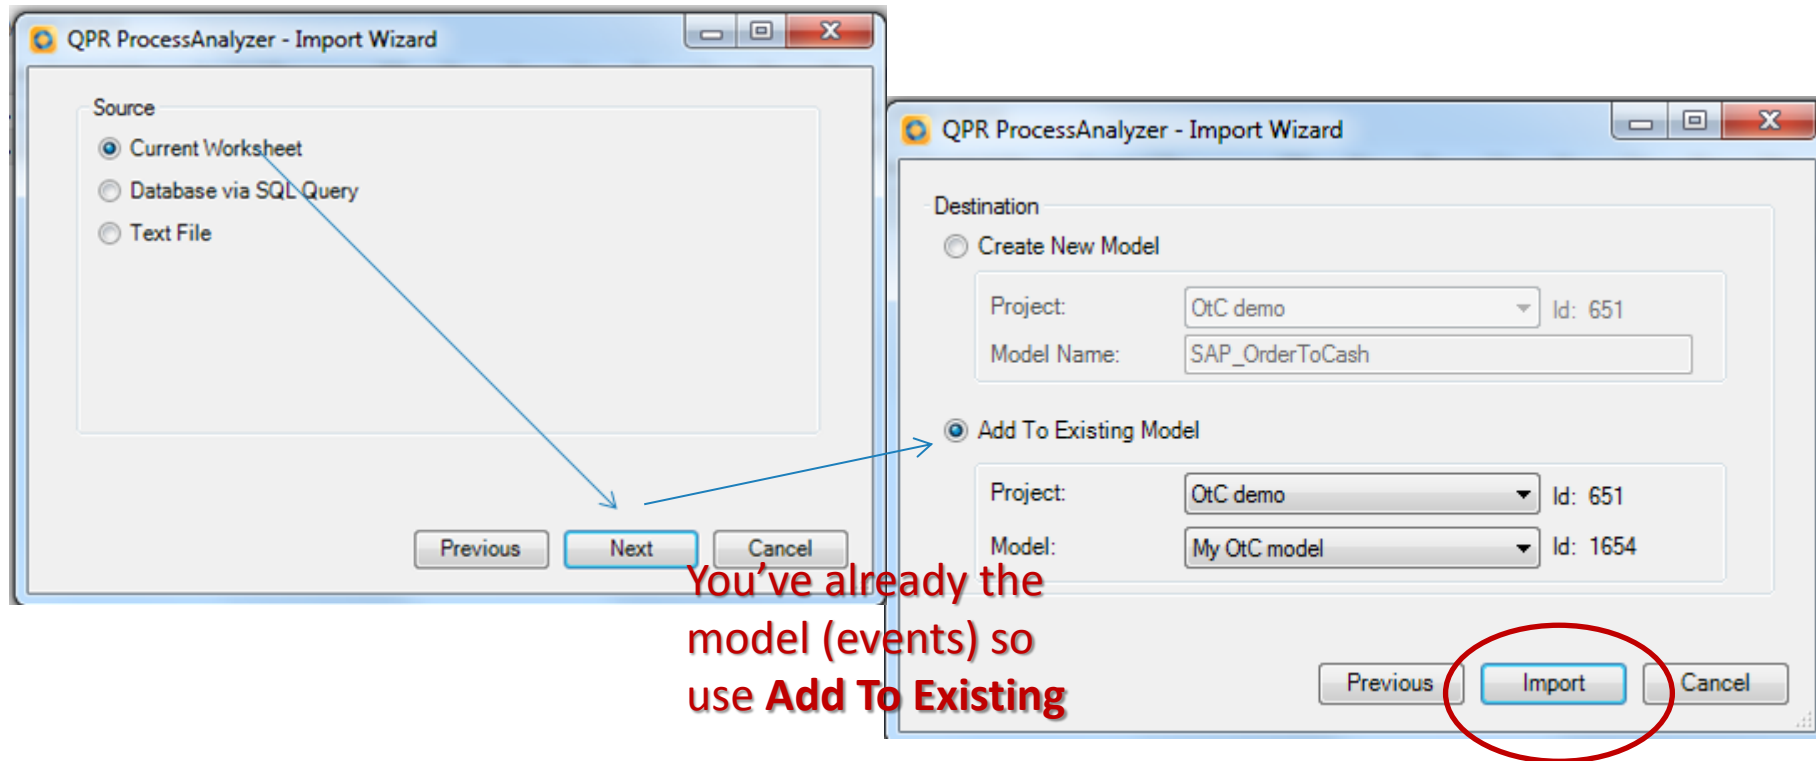 QPR ProcessAnalyzer - Import Wizard
Source
Current Worksheet
Database via SQL Query
Text File
Previous
Next
Cancel
QPR ProcessAnalyzer - Import Wizard
Destination
Create New Model
Project: OtC demo Id: 651
Model Name: SAP_OrderToCash
Add To Existing Model
Project: OtC demo Id: 651
Model: My OtC model Id: 1654
Previous
Import
Cancel
You’ve already the
model (events) so
use Add To Existing